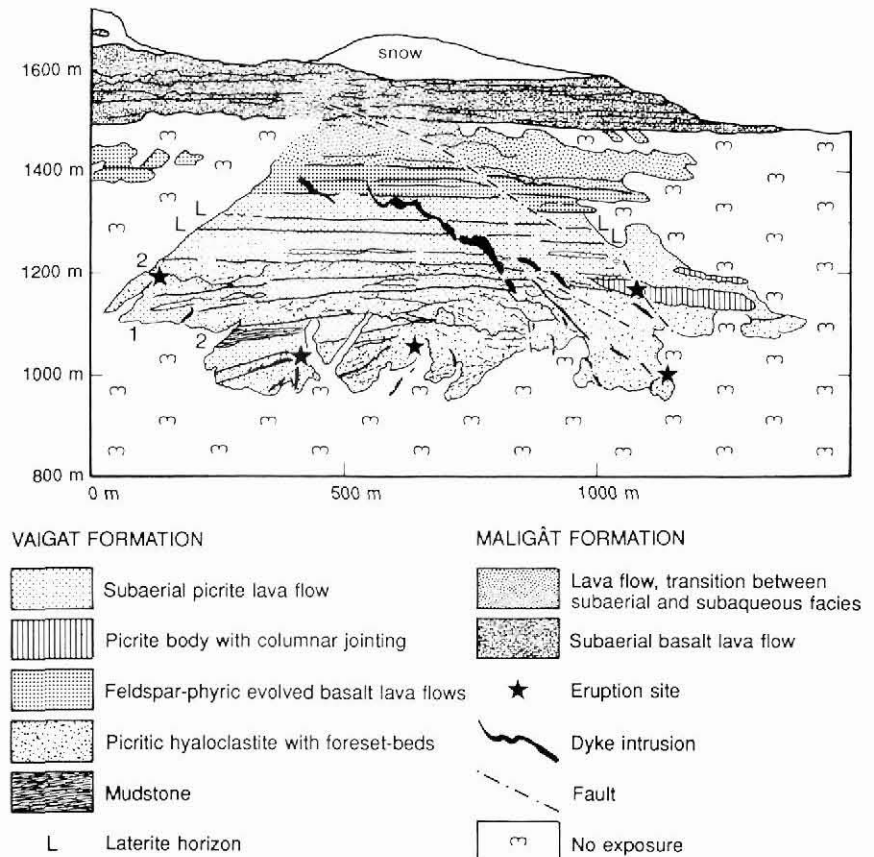 snow
1600 m
1400 m
L
L
L
L
2
1200 m
1
2
1000 m
800 m
0 m
500 m
1000 m
VAIGAT FORMATION
Subaerial picrite lava flow
Picrite body with columnar jointing
Feldspar-phyric evolved basalt lava flows
Picritic hyaloclastite with foreset-beds
Mudstone
L Laterite horizon
MALIGÂT FORMATION
Lava flow, transition between
subaerial and subaqueous facies
Subaerial basalt lava flow
Eruption site
Dyke intrusion
Fault
No exposure